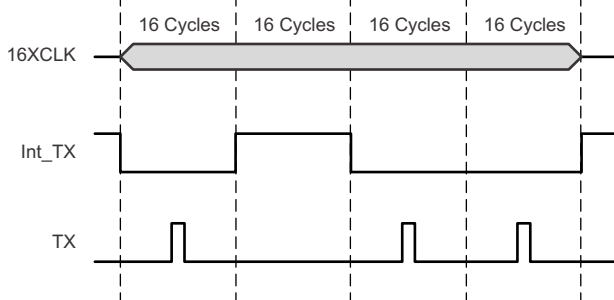 16 Cycles 16 Cycles 16 Cycles 16 Cycles
16XCLK
Int_TX
TX